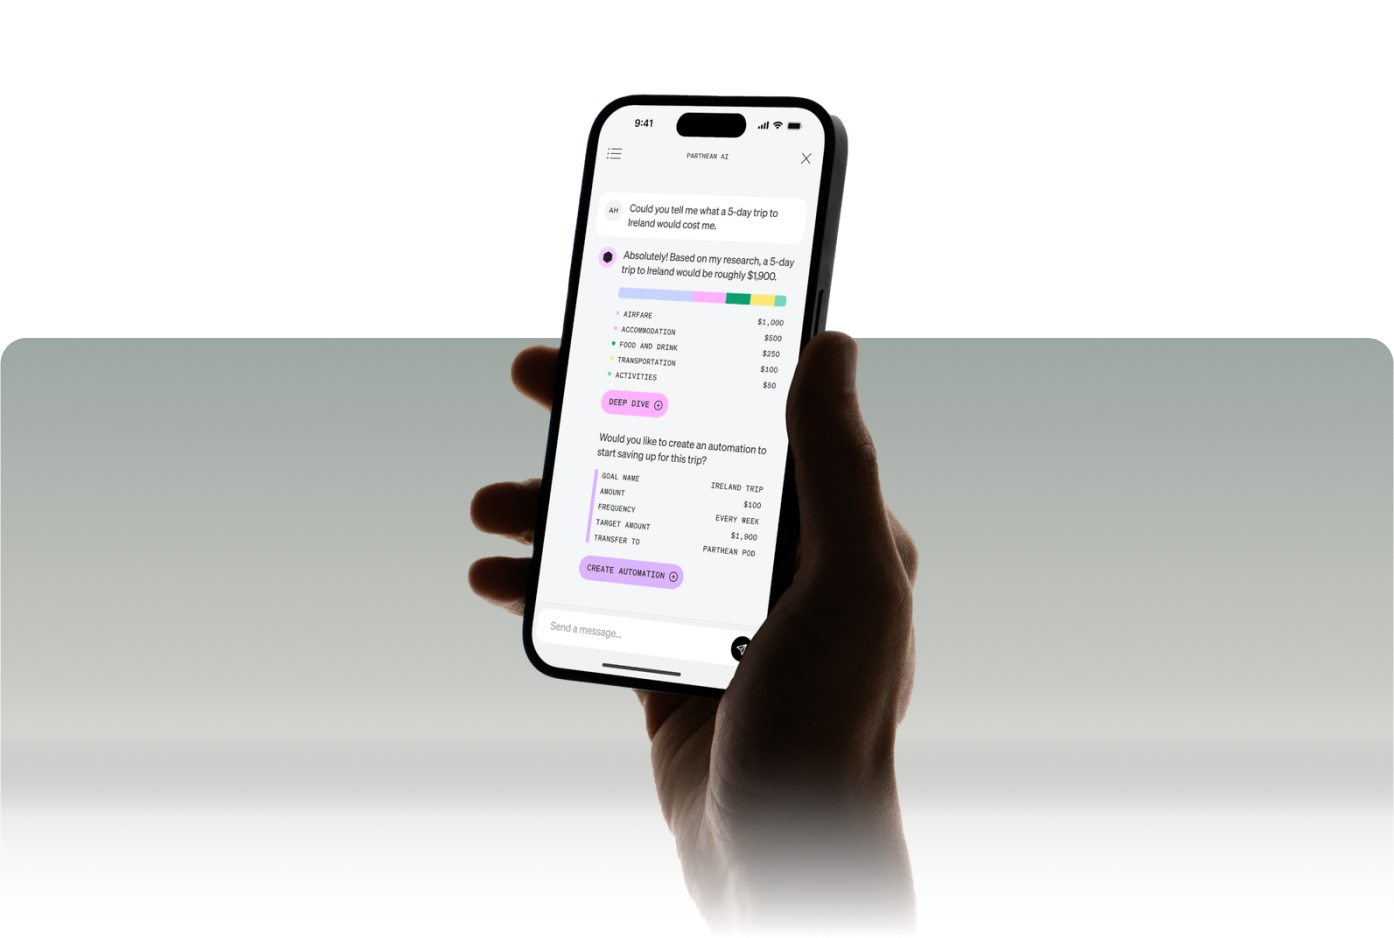 9:41
PARTHEAN AI
AH
Could you tell me what a 5-day trip to
Ireland would cost me.
Absolutely! Based on my research, a 5-day
trip to Ireland would be roughly $1,900.
AIRFARE $1,000
ACCOMMODATION $500
FOOD AND DRINK $250
TRANSPORTATION $100
ACTIVITIES $50
DEEP DIVE
Would you like to create an automation to
start saving up for this trip?
GOAL NAME IRELAND TRIP
AMOUNT $100
FREQUENCY EVERY WEEK
TARGET AMOUNT $1,900
TRANSFER TO PARTHEAN POD
CREATE AUTOMATION
Send a message...